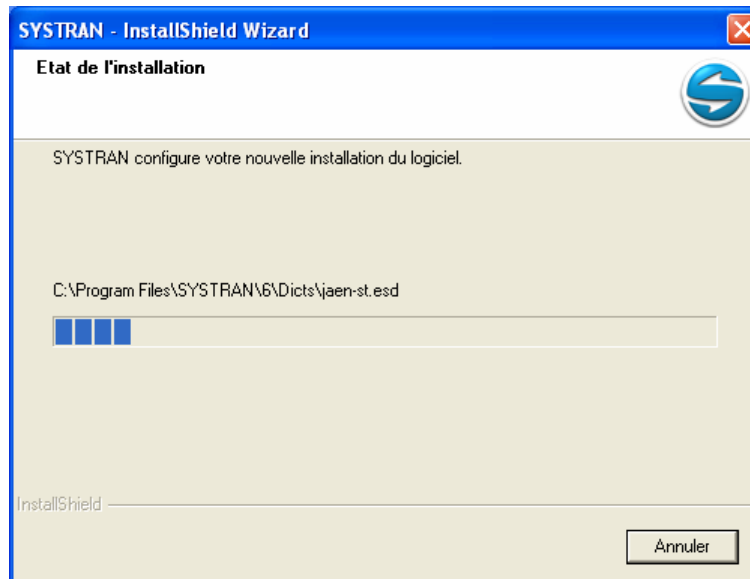 SYSTRAN - InstallShield Wizard
Etat de l'installation
SYSTRAN configure votre nouvelle installation du logiciel.
C:\Program Files\SYSTRAN\6\Dicts\jaen-st.esd
InstallShield
Annuler